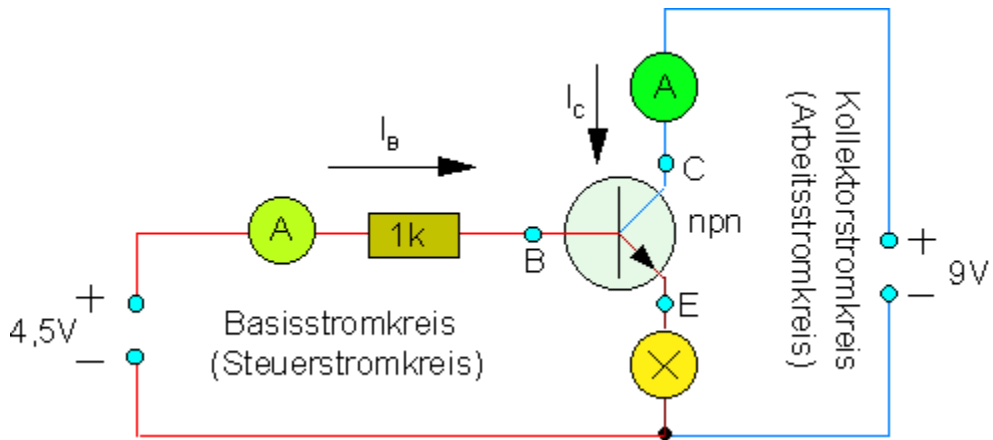 A
I_C
I_B
C
npn
A
1k
B
E
+
4,5V
–
Basisstromkreis
(Steuerstromkreis)
Kollektorstromkreis
(Arbeitsstromkreis)
+
9V
–